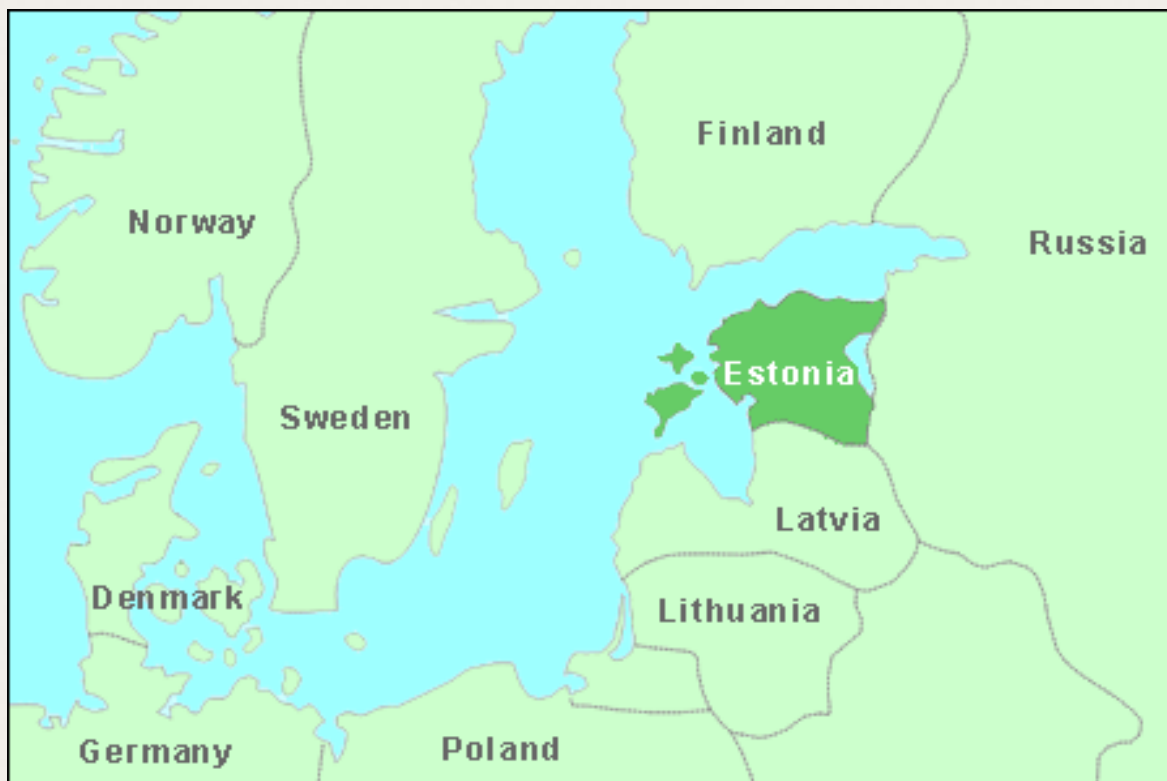 Finland
Norway
Russia
Estonia
Sweden
Latvia
Denmark
Lithuania
Germany
Poland